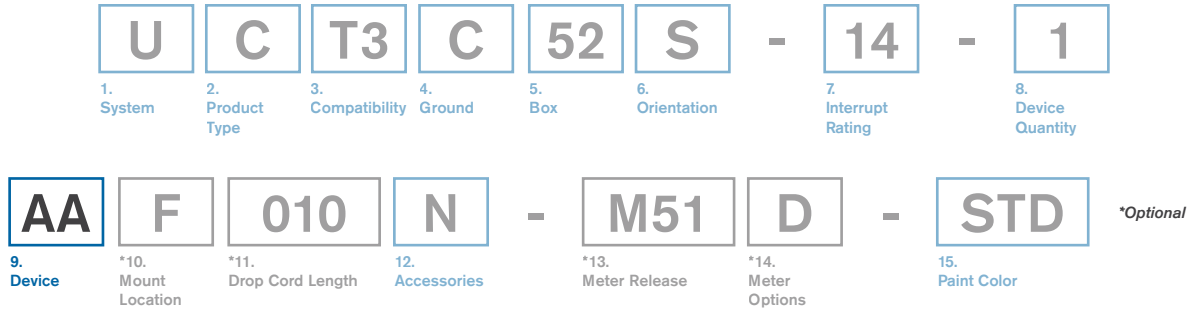 U C T3 C 52 S - 14 - 1
1. 2. 3. 4. 5. 6. 7. 8.
System Product Compatibility Ground Box Orientation Interrupt Device
Type Rating Quantity
AA F 010 N - M51 D - STD *Optional
9. *10. *11. 12. *13. *14. 15.
Device Mount Drop Cord Length Accessories Meter Release Meter Paint Color
Location Options